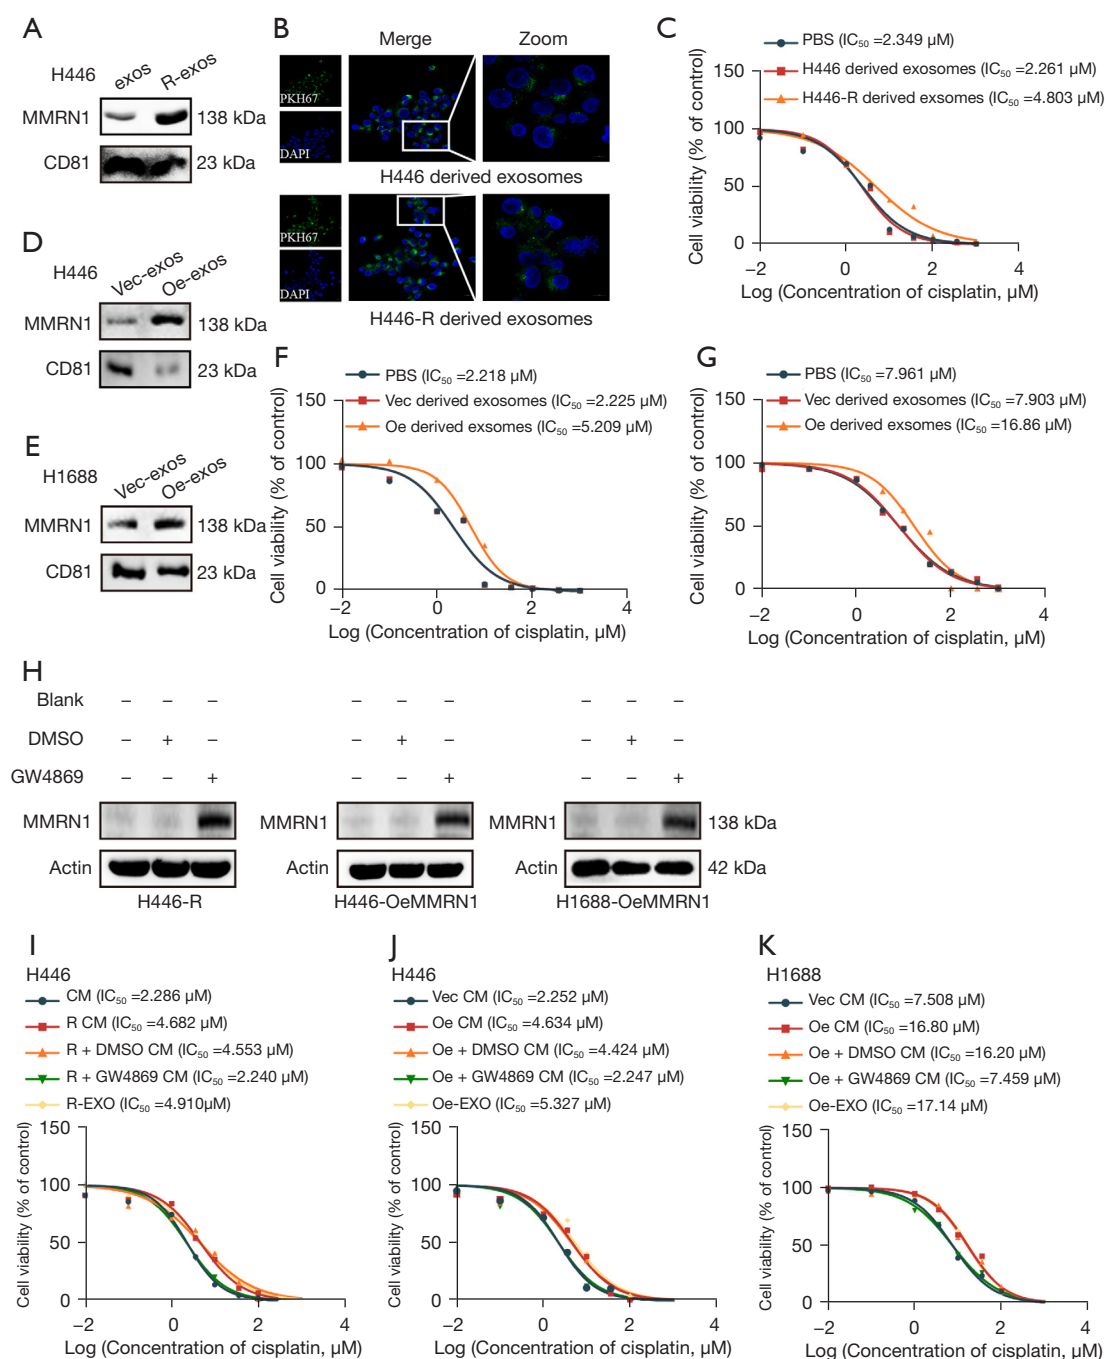 A
H446
exos
R-exos
MMRN1
138 kDa
CD81
23 kDa
B
Merge
Zoom
PKH67
DAPI
H446 derived exosomes
PKH67
DAPI
H446-R derived exosomes
C
PBS (IC50 =2.349 µM)
H446 derived exosomes (IC50 =2.261 µM)
H446-R derived exsomes (IC50 =4.803 µM)
Cell viability (% of control)
150
100
50
0
−2 0 2 4
Log (Concentration of cisplatin, µM)
D
H446
Vec-exos
Oe-exos
MMRN1
138 kDa
CD81
23 kDa
E
H1688
Vec-exos
Oe-exos
MMRN1
138 kDa
CD81
23 kDa
F
PBS (IC50 =2.218 µM)
Vec derived exosomes (IC50 =2.225 µM)
Oe derived exsomes (IC50 =5.209 µM)
Cell viability (% of control)
150
100
50
0
−2 0 2 4
Log (Concentration of cisplatin, µM)
G
PBS (IC50 =7.961 µM)
Vec derived exosomes (IC50 =7.903 µM)
Oe derived exsomes (IC50 =16.86 µM)
Cell viability (% of control)
150
100
50
0
−2 0 2 4
Log (Concentration of cisplatin, µM)
H
Blank − − − − − − − − −
DMSO − + − − + − − + −
GW4869 − − + − − + − − +
MMRN1 MMRN1 MMRN1 138 kDa
Actin Actin Actin 42 kDa
H446-R H446-OeMMRN1 H1688-OeMMRN1
I
H446
CM (IC50 =2.286 µM)
R CM (IC50 =4.682 µM)
R + DMSO CM (IC50 =4.553 µM)
R + GW4869 CM (IC50 =2.240 µM)
R-EXO (IC50 =4.910µM)
Cell viability (% of control)
150
100
50
0
−2 0 2 4
Log (Concentration of cisplatin, µM)
J
H446
Vec CM (IC50 =2.252 µM)
Oe CM (IC50 =4.634 µM)
Oe + DMSO CM (IC50 =4.424 µM)
Oe + GW4869 CM (IC50 =2.247 µM)
Oe-EXO (IC50 =5.327 µM)
Cell viability (% of control)
150
100
50
0
−2 0 2 4
Log (Concentration of cisplatin, µM)
K
H1688
Vec CM (IC50 =7.508 µM)
Oe CM (IC50 =16.80 µM)
Oe + DMSO CM (IC50 =16.20 µM)
Oe + GW4869 CM (IC50 =7.459 µM)
Oe-EXO (IC50 =17.14 µM)
Cell viability (% of control)
150
100
50
0
−2 0 2 4
Log (Concentration of cisplatin, µM)